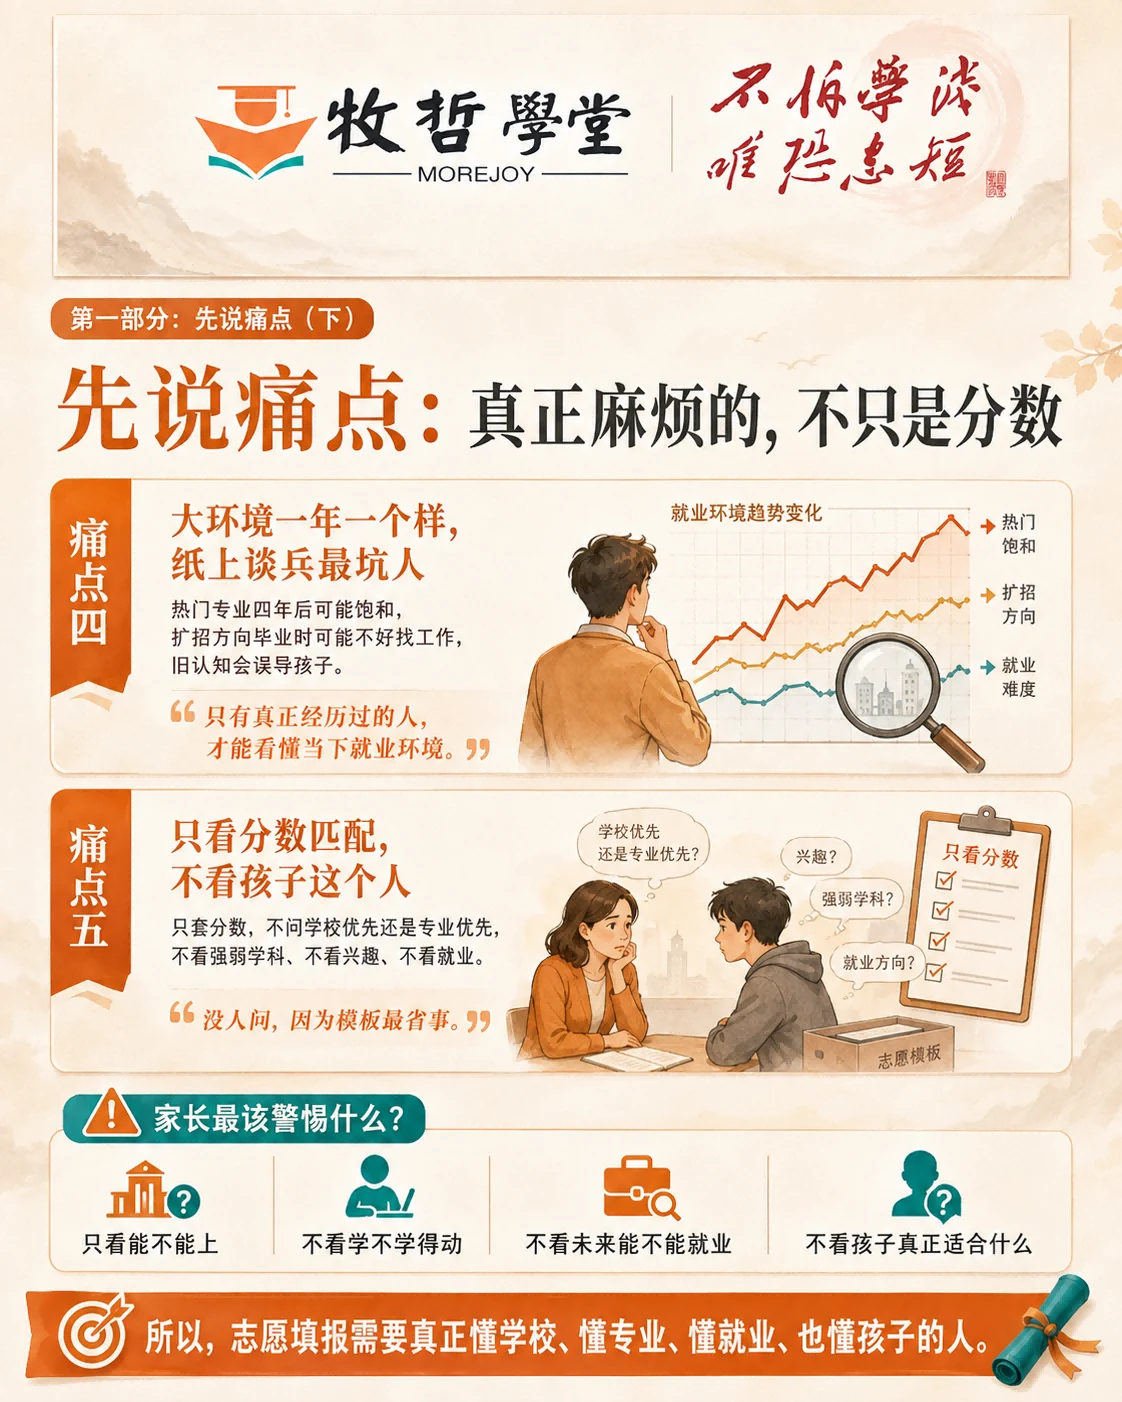 牧哲學堂
MOREJOY
不怕學淺
唯恐志短
第一部分：先说痛点（下）
先说痛点：真正麻烦的，不只是分数
痛点四
大环境一年一个样，
纸上谈兵最坑人
热门专业四年后可能饱和，
扩招方向毕业时可能不好找工作，
旧认知会误导孩子。
“只有真正经历过的人，
才能看懂当下就业环境。”
就业环境趋势变化
热门
饱和
扩招
方向
就业
难度
痛点五
只看分数匹配，
不看孩子这个人
只套分数，不问学校优先还是专业优先，
不看强弱学科、不看兴趣、不看就业。
“没人问，因为模板最省事。”
学校优先
还是专业优先？
兴趣？
强弱学科？
就业方向？
只看分数
志愿模板
家长最该警惕什么？
只看能不能上
不看学不学得动
不看未来能不能就业
不看孩子真正适合什么
所以，志愿填报需要真正懂学校、懂专业、懂就业、也懂孩子的人。